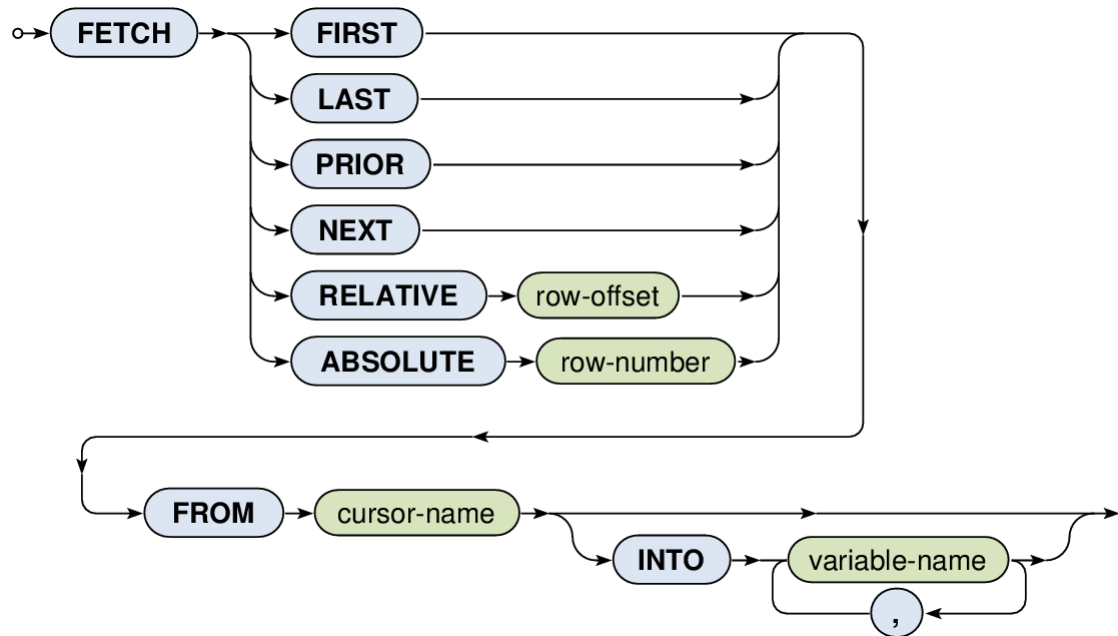 FETCH FIRST
LAST
PRIOR
NEXT
RELATIVE row-offset
ABSOLUTE row-number
FROM cursor-name
INTO variable-name
,